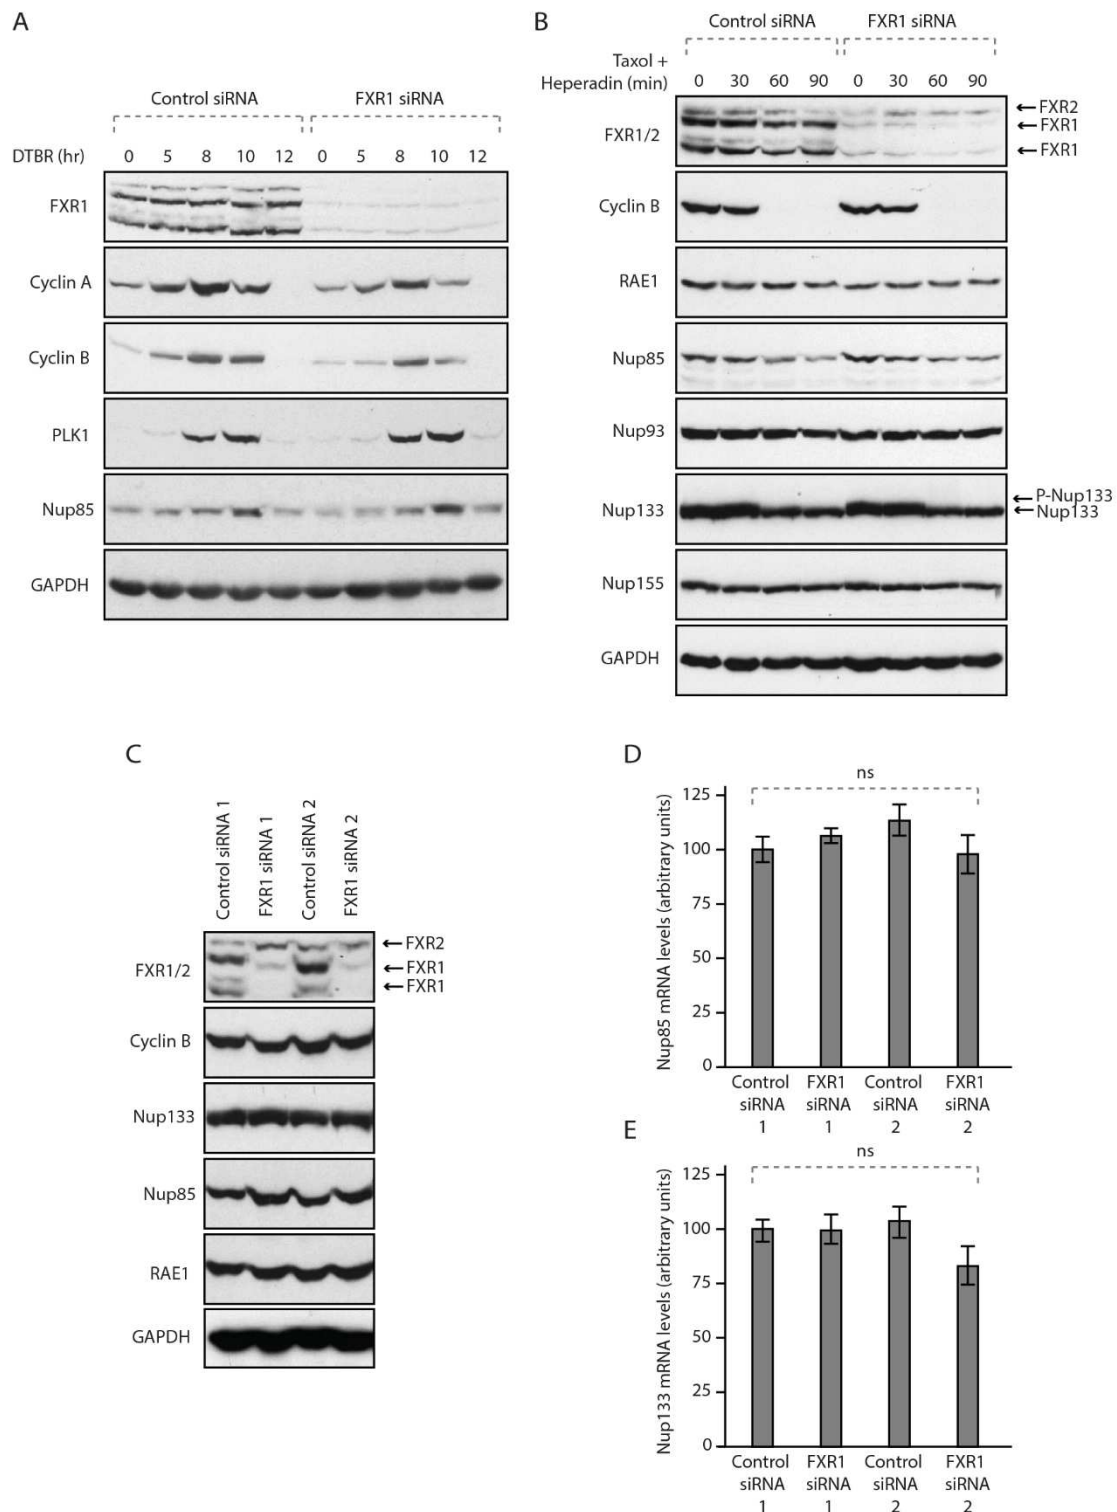 A
Control siRNA FXR1 siRNA
DTBR (hr) 0 5 8 10 12 0 5 8 10 12
FXR1
Cyclin A
Cyclin B
PLK1
Nup85
GAPDH
B
Control siRNA FXR1 siRNA
Taxol +
Heperadin (min) 0 30 60 90 0 30 60 90
FXR1/2
←FXR2
←FXR1
←FXR1
Cyclin B
RAE1
Nup85
Nup93
Nup133
←P-Nup133
←Nup133
Nup155
GAPDH
C
Control siRNA 1
FXR1 siRNA 1
Control siRNA 2
FXR1 siRNA 2
FXR1/2
←FXR2
←FXR1
←FXR1
Cyclin B
Nup133
Nup85
RAE1
GAPDH
D
ns
Nup85 mRNA levels (arbitrary units)
125
100
75
50
25
0
Control FXR1 Control FXR1
siRNA siRNA siRNA siRNA
1 1 2 2
E
ns
Nup133 mRNA levels (arbitrary units)
125
100
75
50
25
0
Control FXR1 Control FXR1
siRNA siRNA siRNA siRNA
1 1 2 2